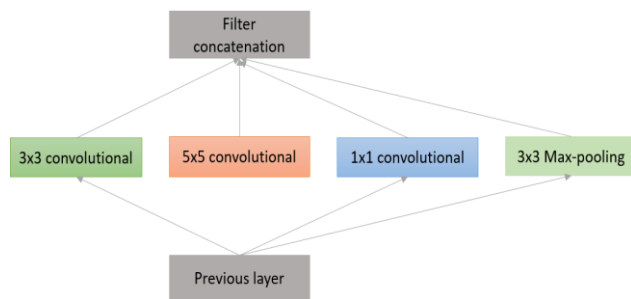 Filter
concatenation
3x3 convolutional
5x5 convolutional
1x1 convolutional
3x3 Max-pooling
Previous layer